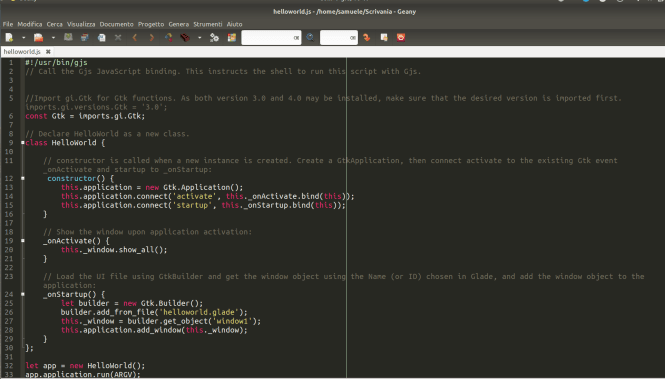 helloworld.js - /home/samuele/Scrivania - Geany
File Modifica Cerca Visualizza Documento Progetto Genera Strumenti Aiuto
helloworld.js
1 #!/usr/bin/gjs
2 // Call the Gjs JavaScript binding. This instructs the shell to run this script with Gjs.
3
4
5 //Import gi.Gtk for Gtk functions. As both version 3.0 and 4.0 may be installed, make sure that the desired version is imported first.
imports.gi.versions.Gtk = '3.0';
6 const Gtk = imports.gi.Gtk;
7
8 // Declare HelloWorld as a new class.
9 class HelloWorld {
10
11 // constructor is called when a new instance is created. Create a GtkApplication, then connect activate to the existing Gtk event
_onActivate and startup to _onStartup:
12 constructor() {
13 this.application = new Gtk.Application();
14 this.application.connect('activate', this._onActivate.bind(this));
15 this.application.connect('startup', this._onStartup.bind(this));
16 }
17
18 // Show the window upon application activation:
19 _onActivate() {
20 this._window.show_all();
21 }
22
23 // Load the UI file using GtkBuilder and get the window object using the Name (or ID) chosen in Glade, and add the window object to the
application:
24 _onStartup() {
25 let builder = new Gtk.Builder();
26 builder.add_from_file('helloworld.glade');
27 this._window = builder.get_object('window1');
28 this.application.add_window(this._window);
29 }
30 };
31
32 let app = new HelloWorld();
33 app.application.run(ARGV);